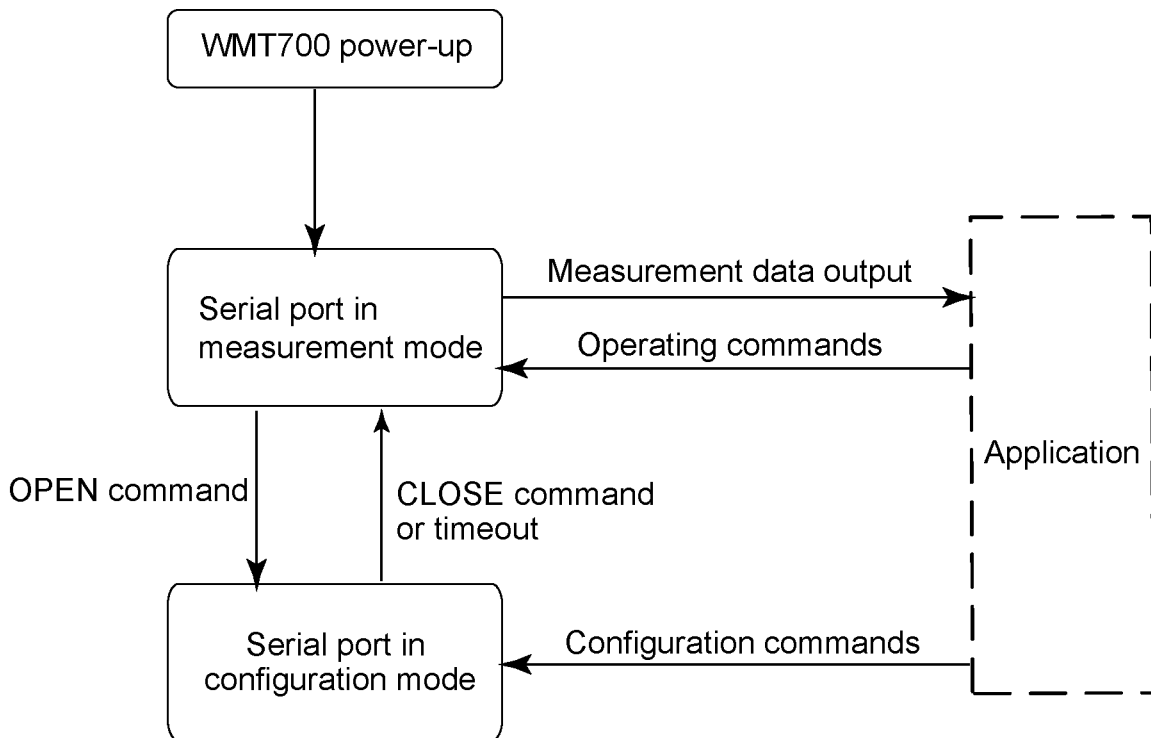 WMT700 power-up
Serial port in
measurement mode
Measurement data output
Operating commands
Application
OPEN command
CLOSE command
or timeout
Serial port in
configuration mode
Configuration commands